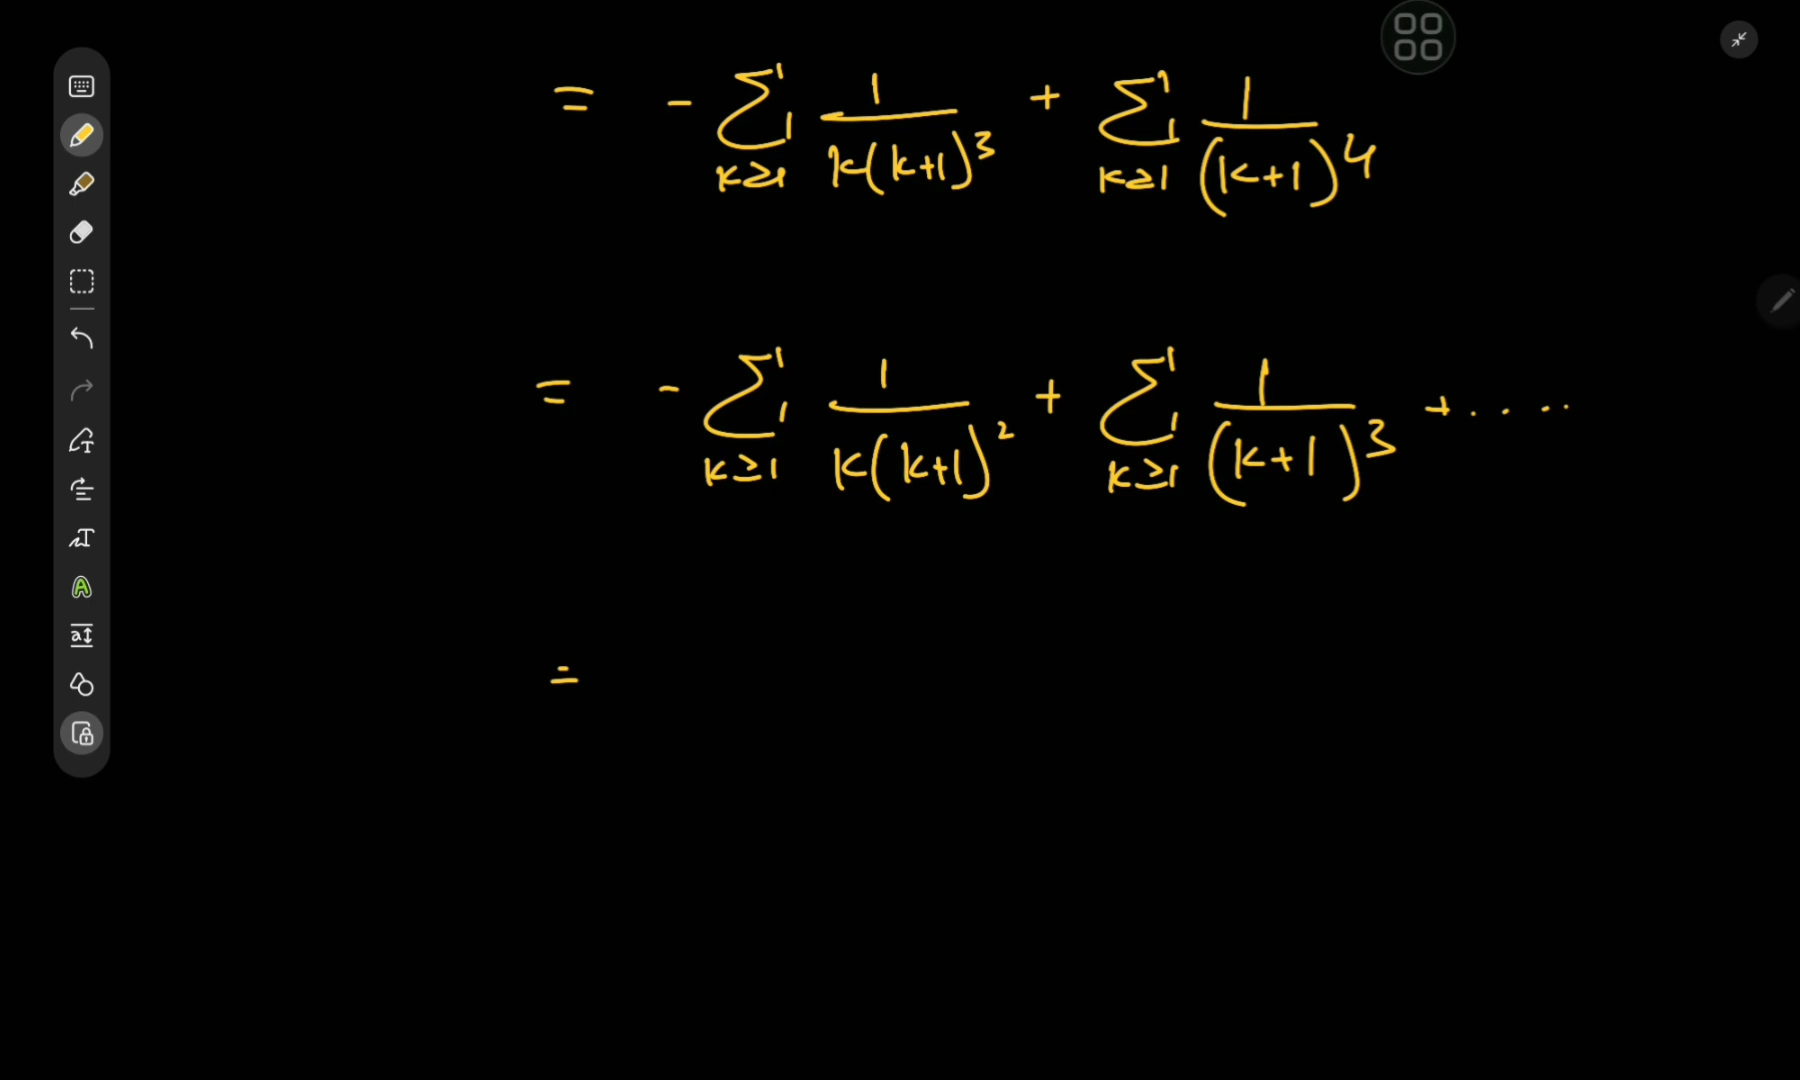 = - ∑_{k≥1} 1/(k(k+1)^3) + ∑_{k≥1} 1/(k+1)^4
= - ∑_{k≥1} 1/(k(k+1)^2) + ∑_{k≥1} 1/(k+1)^3 + .....
=